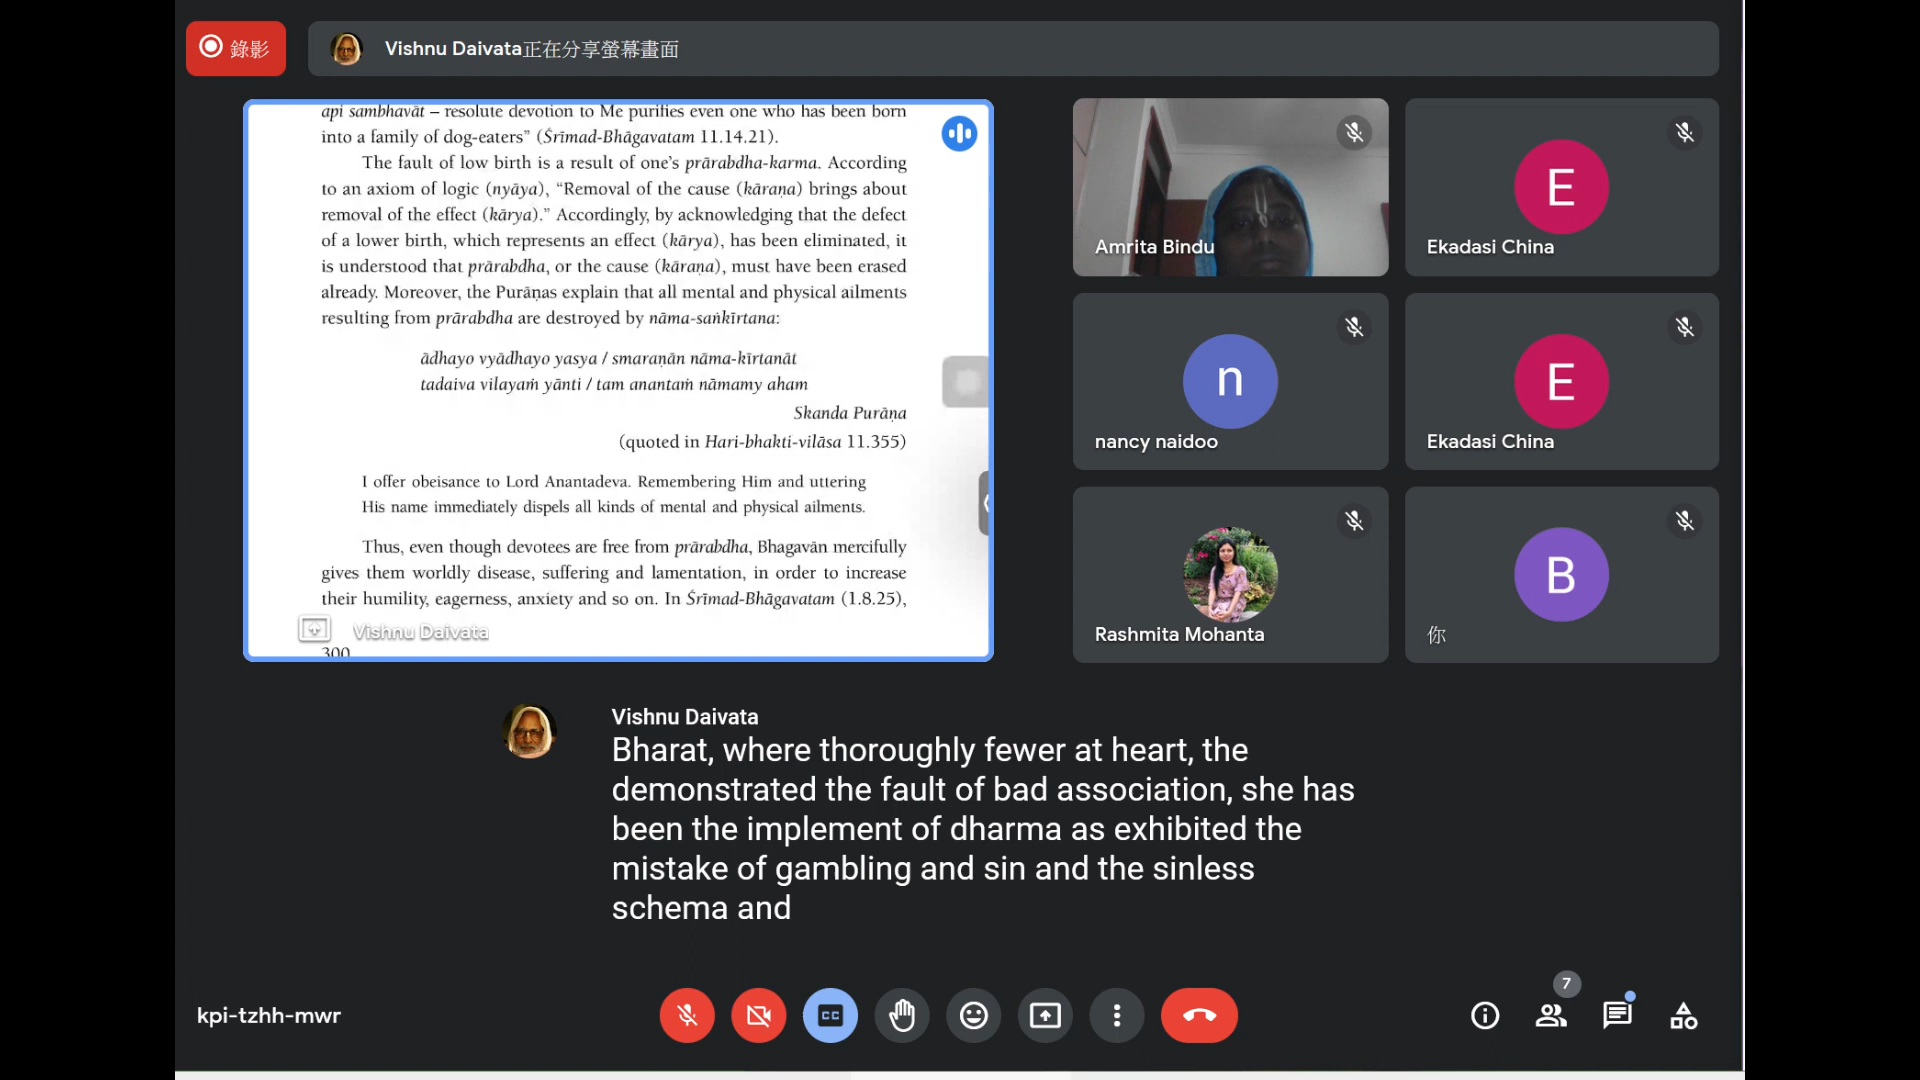 錄影
Vishnu Daivata正在分享螢幕畫面
api sambhavāt – resolute devotion to Me purifies even one who has been born
into a family of dog-eaters” (Śrīmad-Bhāgavatam 11.14.21).
The fault of low birth is a result of one’s prārabdha-karma. According
to an axiom of logic (nyāya), “Removal of the cause (kāraṇa) brings about
removal of the effect (kārya).” Accordingly, by acknowledging that the defect
of a lower birth, which represents an effect (kārya), has been eliminated, it
is understood that prārabdha, or the cause (kāraṇa), must have been erased
already. Moreover, the Purāṇas explain that all mental and physical ailments
resulting from prārabdha are destroyed by nāma-saṅkīrtana:
ādhayo vyādhayo yasya / smaraṇān nāma-kīrtanāt
tadaiva vilayaṁ yānti / tam anantaṁ nāmamy aham
Skanda Purāṇa
(quoted in Hari-bhakti-vilāsa 11.355)
I offer obeisance to Lord Anantadeva. Remembering Him and uttering
His name immediately dispels all kinds of mental and physical ailments.
Thus, even though devotees are free from prārabdha, Bhagavān mercifully
gives them worldly disease, suffering and lamentation, in order to increase
their humility, eagerness, anxiety and so on. In Śrīmad-Bhāgavatam (1.8.25),
Vishnu Daivata
300
Amrita Bindu
E
Ekadasi China
n
nancy naidoo
E
Ekadasi China
Rashmita Mohanta
B
你
Vishnu Daivata
Bharat, where thoroughly fewer at heart, the
demonstrated the fault of bad association, she has
been the implement of dharma as exhibited the
mistake of gambling and sin and the sinless
schema and
kpi-tzhh-mwr
CC
7